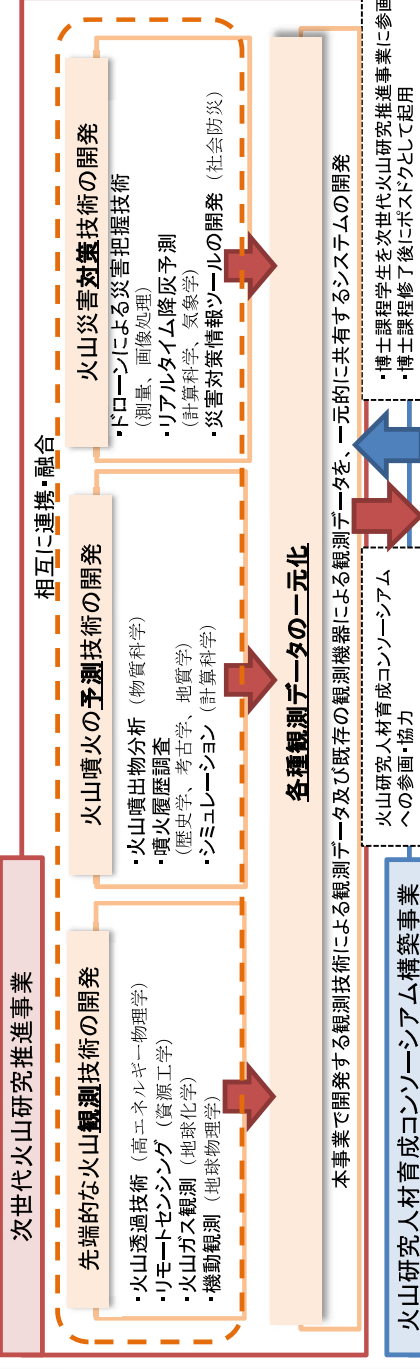 次世代火山研究推進事業
相互に連携・融合
先端的な火山観測技術の開発
・火山透過技術（高エネルギー物理学）
・リモートセンシング（資源工学）
・火山ガス観測（地球化学）
・機動観測（地球物理学）
火山噴火の予測技術の開発
・火山噴出物分析（物質科学）
・噴火履歴調査
（歴史学、考古学、地質学）
・シミュレーション（計算科学）
火山災害対策技術の開発
・ドローンによる災害把握技術
（測量、画像処理）
・リアルタイム降灰予測
（計算科学、気象学）
・災害対策情報ツールの開発（社会防災）
各種観測データの一元化
本事業で開発する観測技術による観測データ及び既存の観測機器による観測データを、一元的に共有するシステムの開発
火山研究人材育成コンソーシアム
への参画・協力
・博士課程学生を次世代火山研究推進事業に参画
・博士課程修了後にポスドクとして起用
火山研究人材育成コンソーシアム構築事業